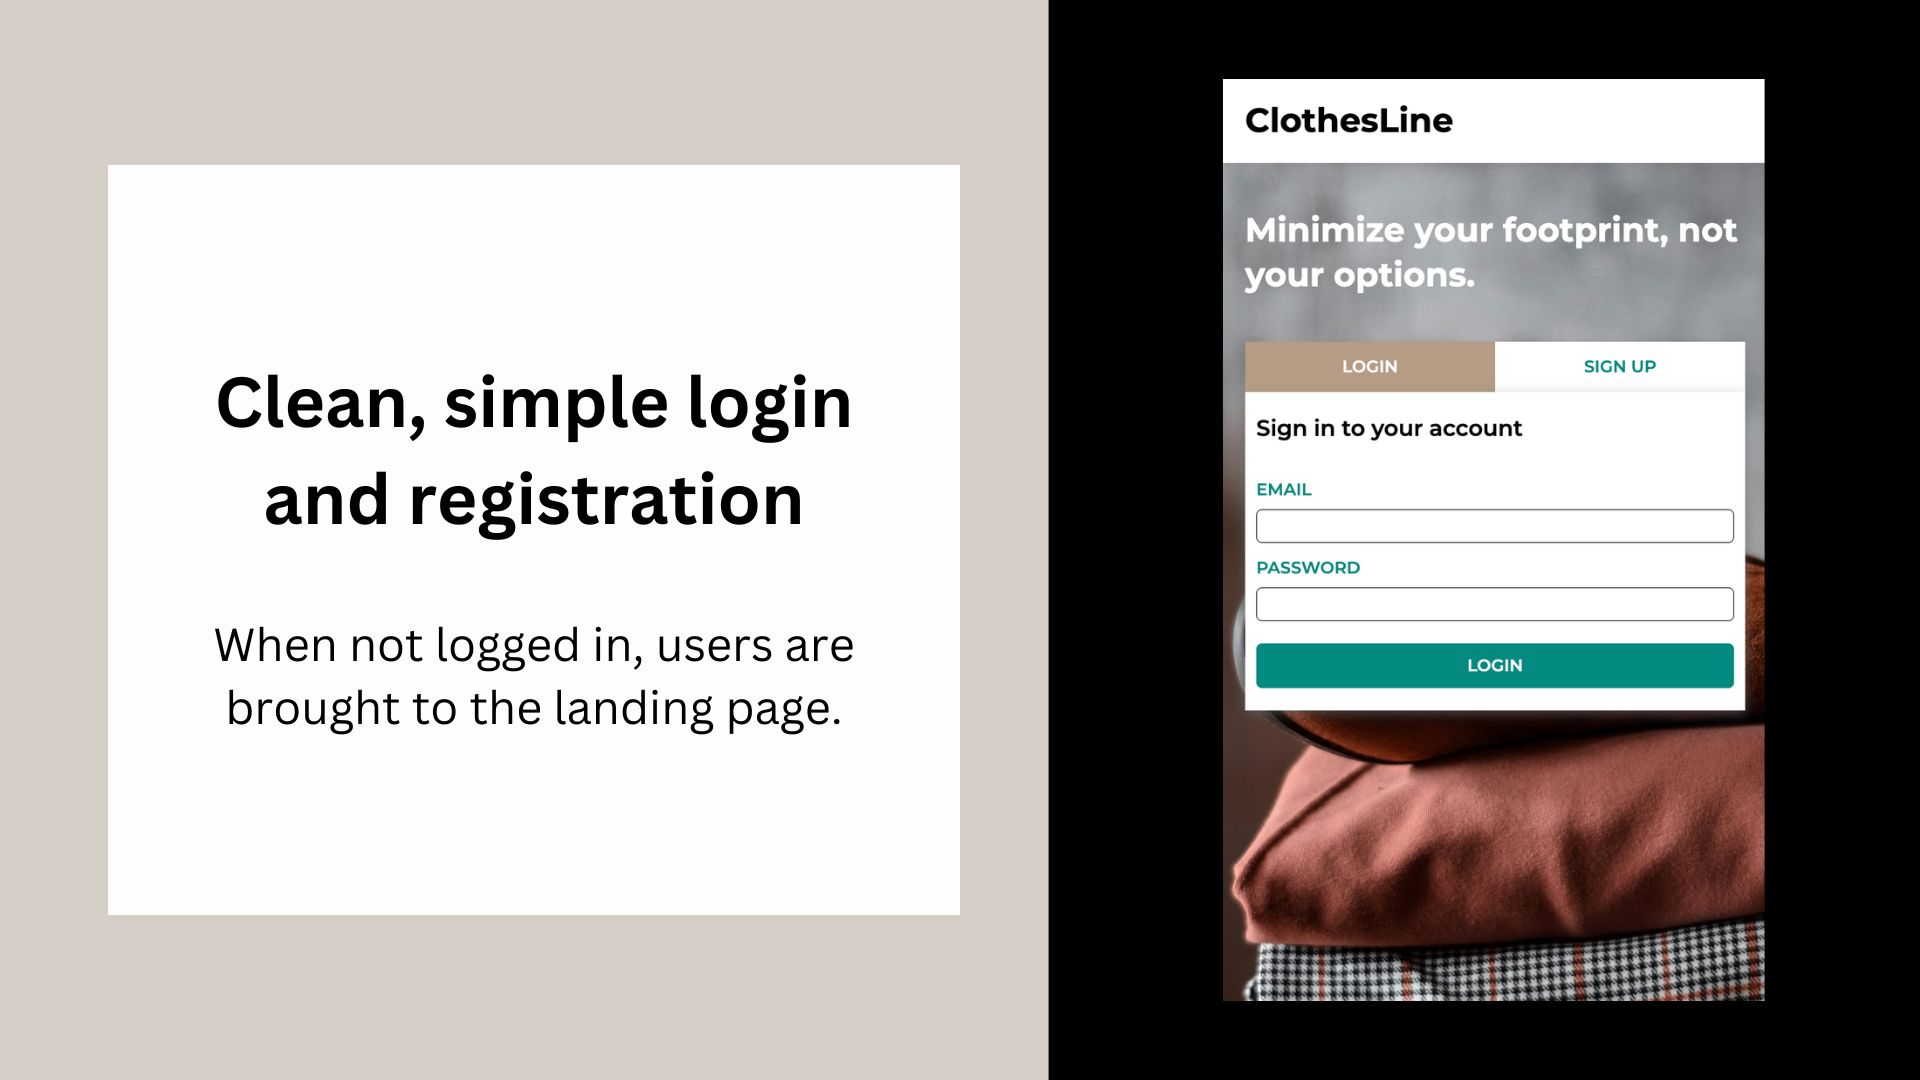 Clean, simple login
and registration
When not logged in, users are
brought to the landing page.
ClothesLine
Minimize your footprint, not
your options.
LOGIN
SIGN UP
Sign in to your account
EMAIL
PASSWORD
LOGIN